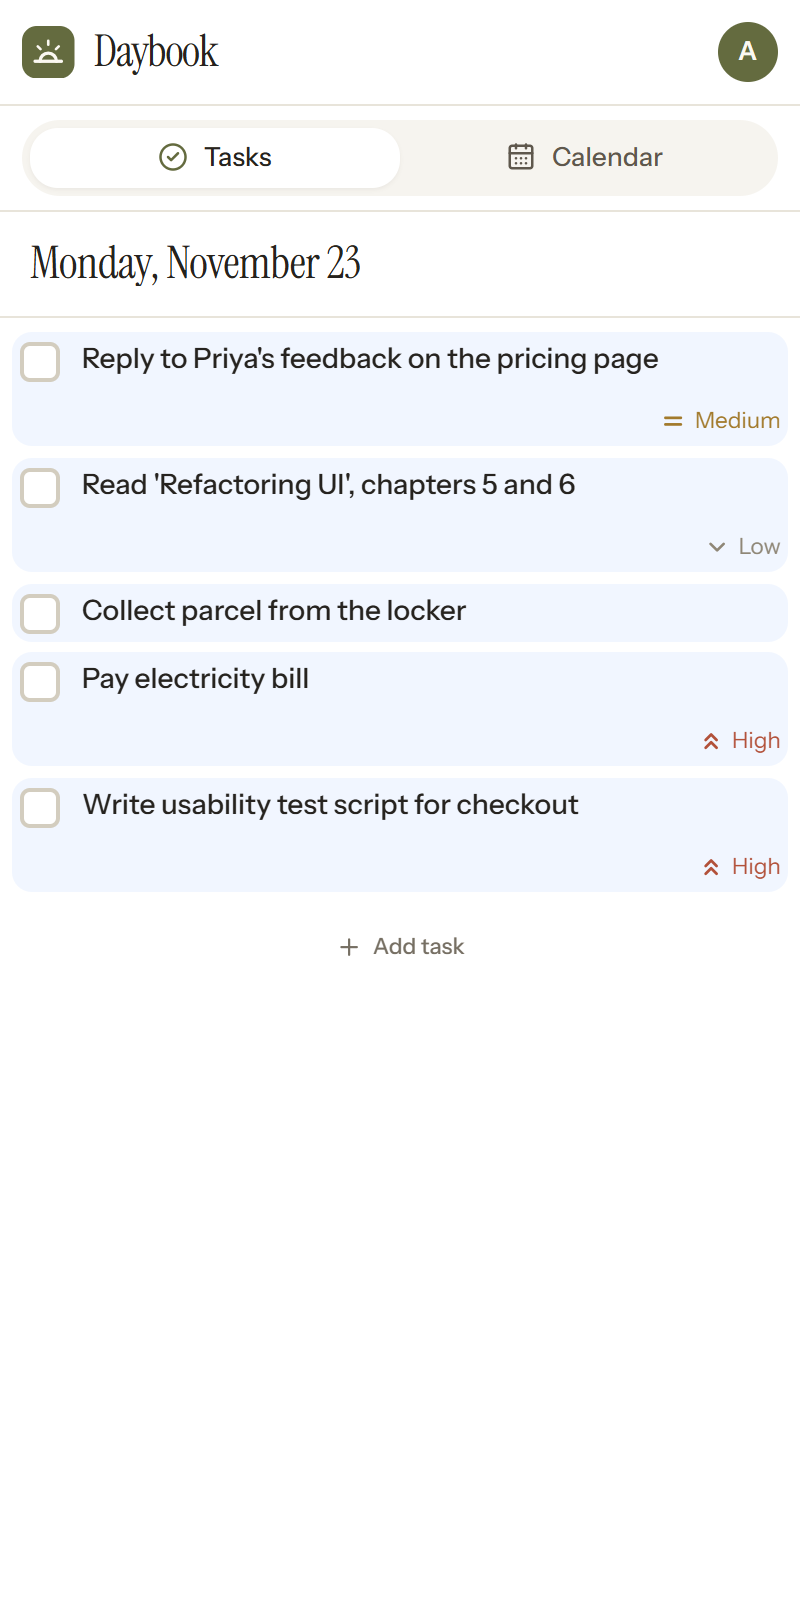 Daybook
A
Tasks
Calendar
Monday, November 23
Reply to Priya's feedback on the pricing page
Medium
Read 'Refactoring UI', chapters 5 and 6
Low
Collect parcel from the locker
Pay electricity bill
High
Write usability test script for checkout
High
Add task